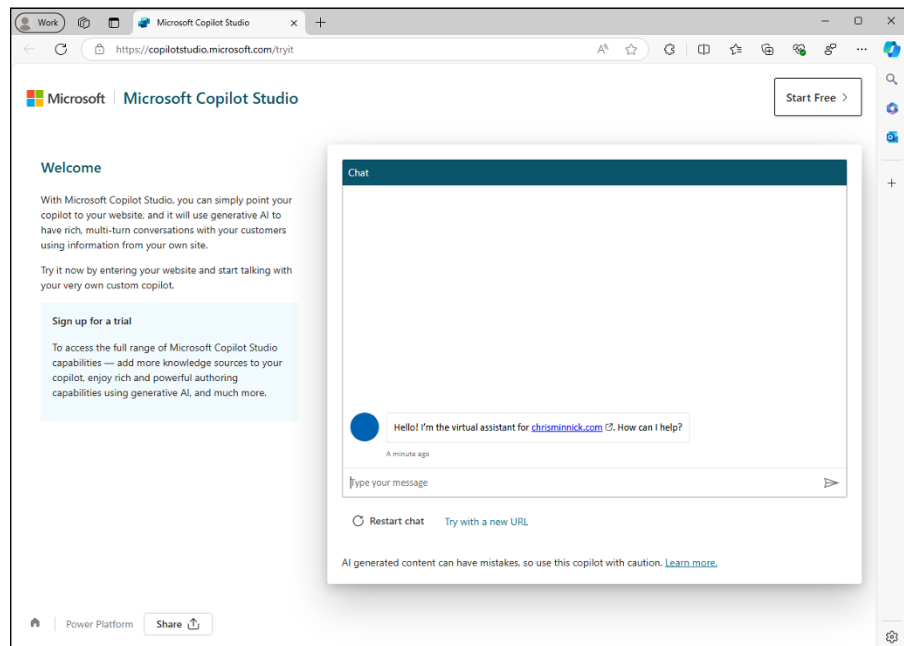 Work
Microsoft Copilot Studio
https://copilotstudio.microsoft.com/tryit
Microsoft
Microsoft Copilot Studio
Start Free
Welcome
With Microsoft Copilot Studio, you can simply point your
copilot to your website, and it will use generative AI to
have rich, multi-turn conversations with your customers
using information from your own site.
Try it now by entering your website and start talking with
your very own custom copilot.
Sign up for a trial
To access the full range of Microsoft Copilot Studio
capabilities — add more knowledge sources to your
copilot, enjoy rich and powerful authoring
capabilities using generative AI, and much more.
Chat
Hello! I'm the virtual assistant for chrisminnick.com. How can I help?
A minute ago
Type your message
Restart chat
Try with a new URL
AI generated content can have mistakes, so use this copilot with caution. Learn more.
Power Platform
Share